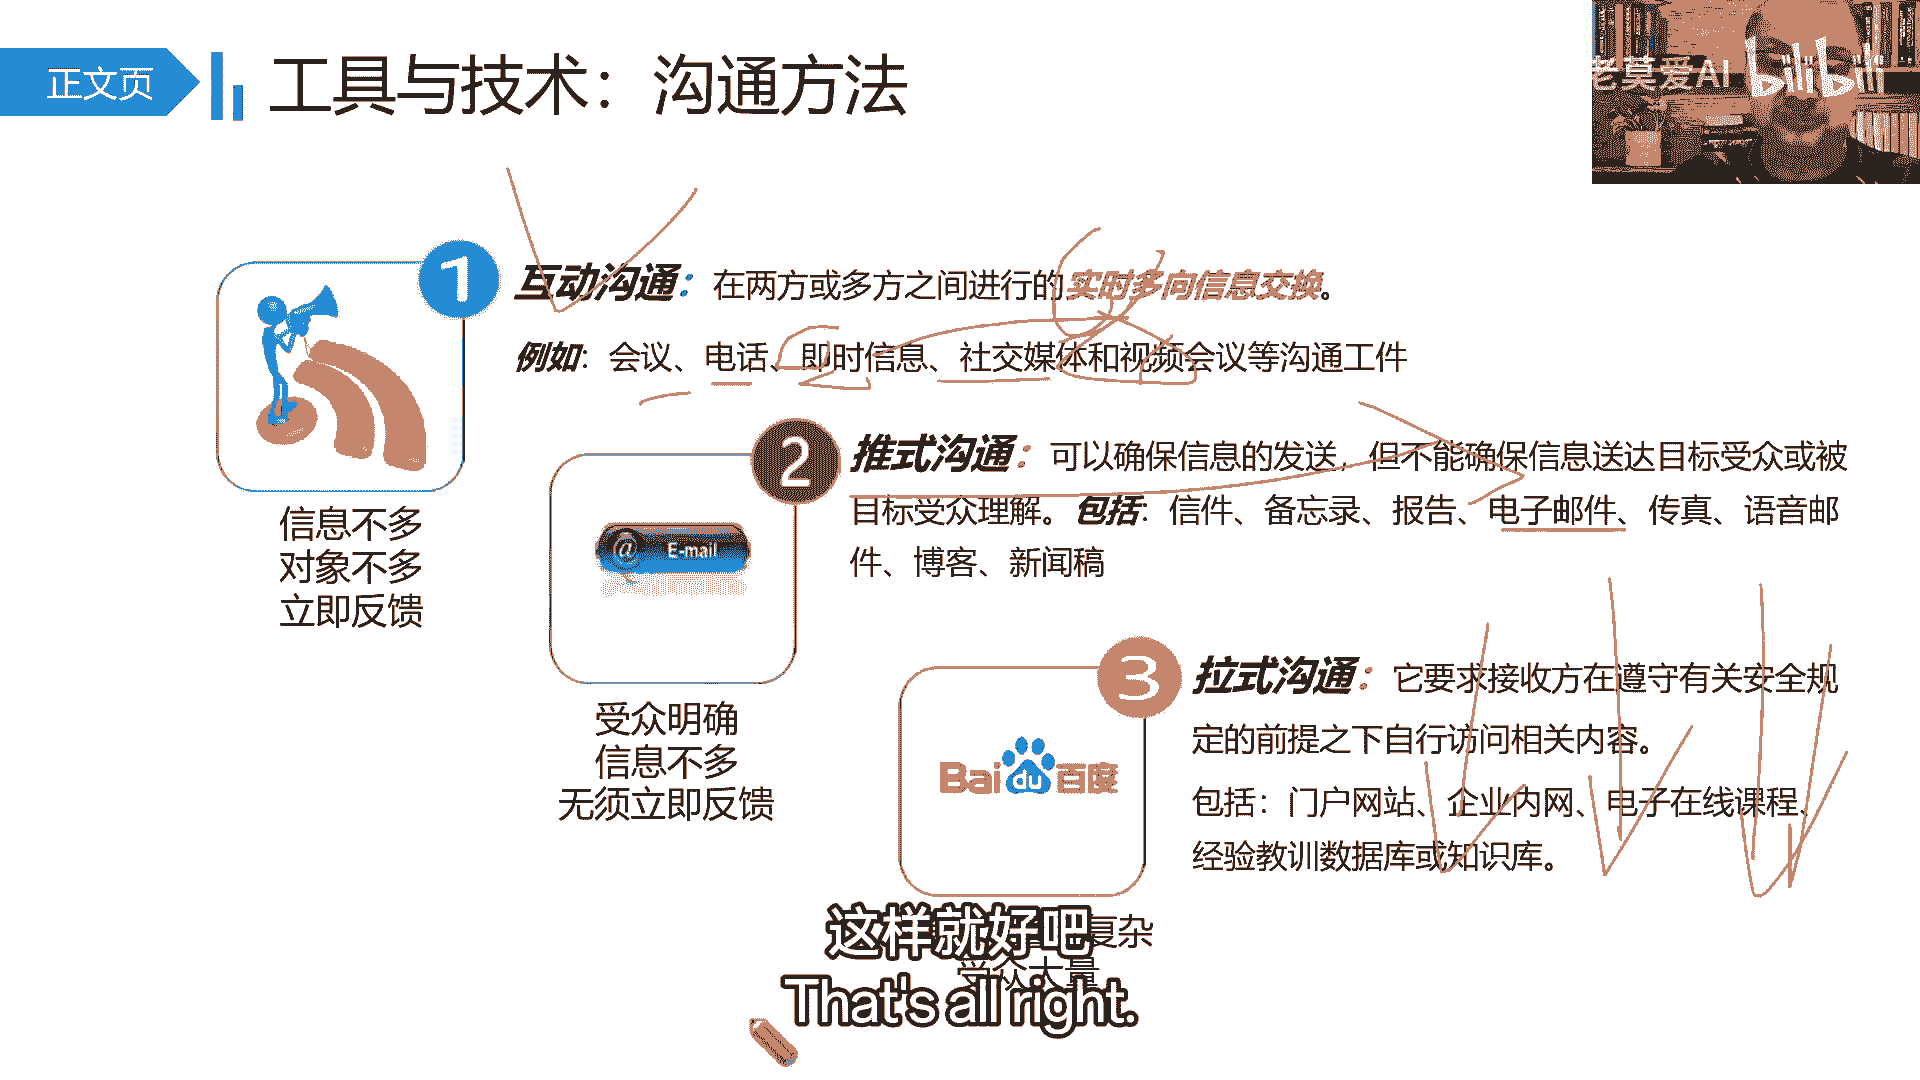 正文页
工具与技术：沟通方法
老莫爱AI
bilibili
1
互动沟通：在两方或多方之间进行的实时多向信息交换。
例如：会议、电话、即时信息、社交媒体和视频会议等沟通工件
信息不多
对象不多
立即反馈
2
推式沟通：可以确保信息的发送，但不能确保信息送达目标受众或被
目标受众理解。包括：信件、备忘录、报告、电子邮件、传真、语音邮
件、博客、新闻稿
@ E-mail
受众明确
信息不多
无须立即反馈
3
拉式沟通：它要求接收方在遵守有关安全规
定的前提之下自行访问相关内容。
包括：门户网站、企业内网、电子在线课程、
经验教训数据库或知识库。
Baidu百度
复杂
受众大量
这样就好吧
That's all right.